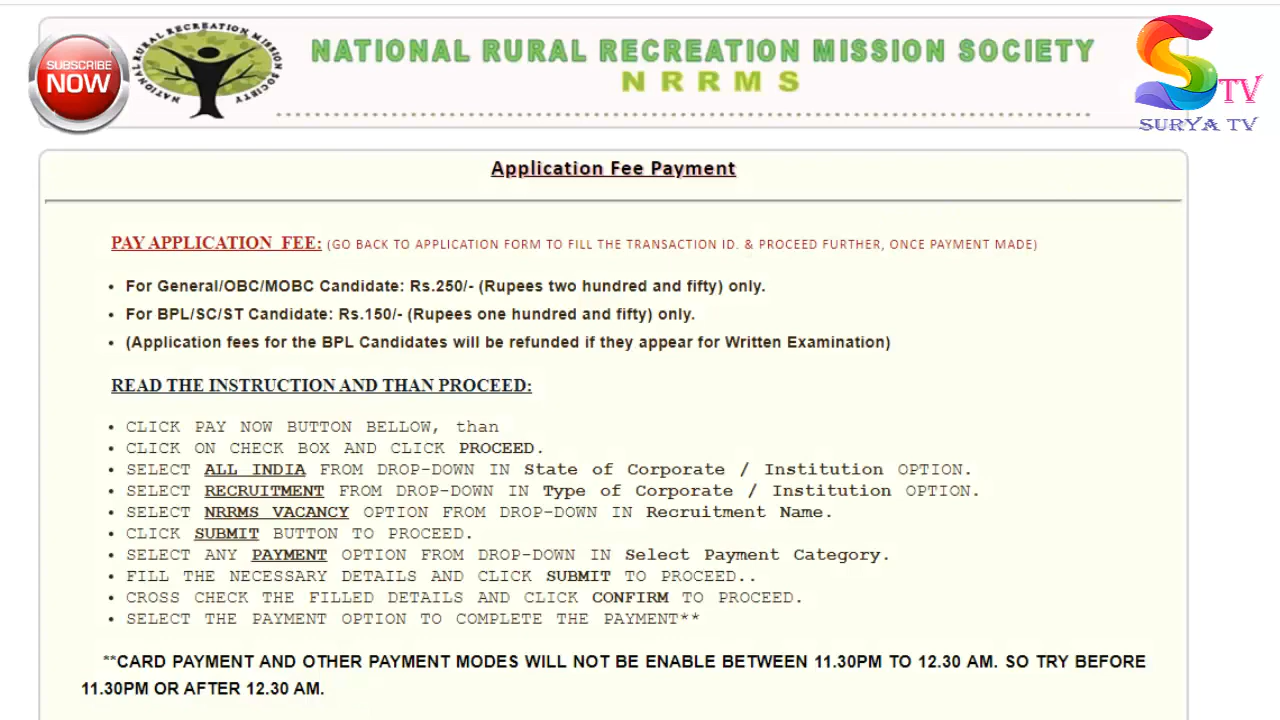 SUBSCRIBE
NOW
NATIONAL RURAL RECREATION MISSION SOCIETY
NATIONAL RURAL RECREATION MISSION SOCIETY
NRRMS
TV
SURYA TV
Application Fee Payment
PAY APPLICATION FEE: (GO BACK TO APPLICATION FORM TO FILL THE TRANSACTION ID. & PROCEED FURTHER, ONCE PAYMENT MADE)
• For General/OBC/MOBC Candidate: Rs.250/- (Rupees two hundred and fifty) only.
• For BPL/SC/ST Candidate: Rs.150/- (Rupees one hundred and fifty) only.
• (Application fees for the BPL Candidates will be refunded if they appear for Written Examination)
READ THE INSTRUCTION AND THAN PROCEED:
• CLICK PAY NOW BUTTON BELLOW, than
• CLICK ON CHECK BOX AND CLICK PROCEED.
• SELECT ALL INDIA FROM DROP-DOWN IN State of Corporate / Institution OPTION.
• SELECT RECRUITMENT FROM DROP-DOWN IN Type of Corporate / Institution OPTION.
• SELECT NRRMS VACANCY OPTION FROM DROP-DOWN IN Recruitment Name.
• CLICK SUBMIT BUTTON TO PROCEED.
• SELECT ANY PAYMENT OPTION FROM DROP-DOWN IN Select Payment Category.
• FILL THE NECESSARY DETAILS AND CLICK SUBMIT TO PROCEED..
• CROSS CHECK THE FILLED DETAILS AND CLICK CONFIRM TO PROCEED.
• SELECT THE PAYMENT OPTION TO COMPLETE THE PAYMENT**
**CARD PAYMENT AND OTHER PAYMENT MODES WILL NOT BE ENABLE BETWEEN 11.30PM TO 12.30 AM. SO TRY BEFORE
11.30PM OR AFTER 12.30 AM.